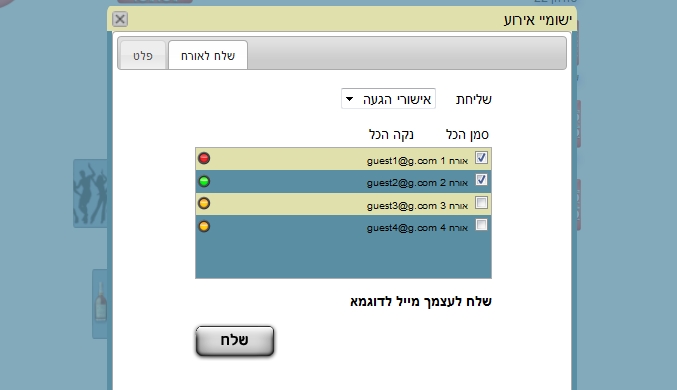 ישומיי אירוע
שלח לאורח
פלט
שליחת אישורי הגעה
סמן הכל נקה הכל
אורח 1 guest1@g.com
אורח 2 guest2@g.com
אורח 3 guest3@g.com
אורח 4 guest4@g.com
שלח לעצמך מייל לדוגמא
שלח